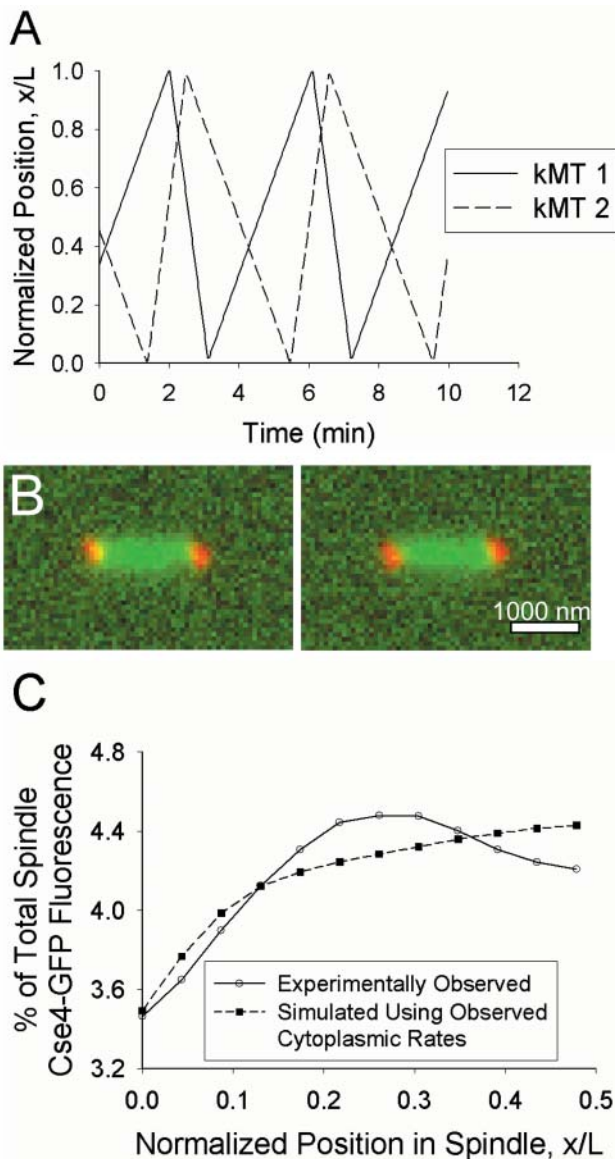 A
Normalized Position, x/L
1.0
0.8
0.6
0.4
0.2
0.0
kMT 1
kMT 2
0 2 4 6 8 10 12
Time (min)
B
1000 nm
C
% of Total Spindle
Cse4-GFP Fluorescence
4.8
4.4
4.0
3.6
3.2
Experimentally Observed
Simulated Using Observed
Cytoplasmic Rates
0.0 0.1 0.2 0.3 0.4 0.5
Normalized Position in Spindle, x/L